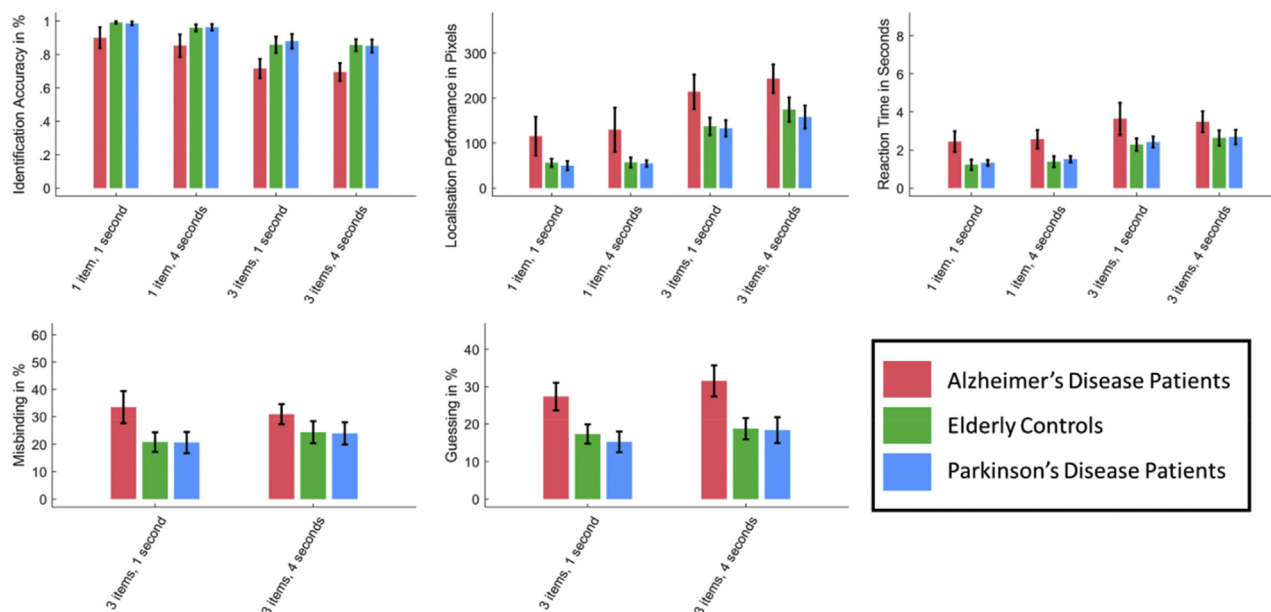 Identification Accuracy in %
1
.8
.6
.4
.2
0
1 item, 1 second
1 item, 4 seconds
3 items, 1 second
3 items, 4 seconds
Localisation Performance in Pixels
300
200
100
0
1 item, 1 second
1 item, 4 seconds
3 items, 1 second
3 items, 4 seconds
Reaction Time in Seconds
8
6
4
2
0
1 item, 1 second
1 item, 4 seconds
3 items, 1 second
3 items, 4 seconds
Misbinding in %
60
50
40
30
20
10
0
3 items, 1 second
3 items, 4 seconds
Guessing in %
40
30
20
10
0
3 items, 1 second
3 items, 4 seconds
Alzheimer’s Disease Patients
Elderly Controls
Parkinson’s Disease Patients